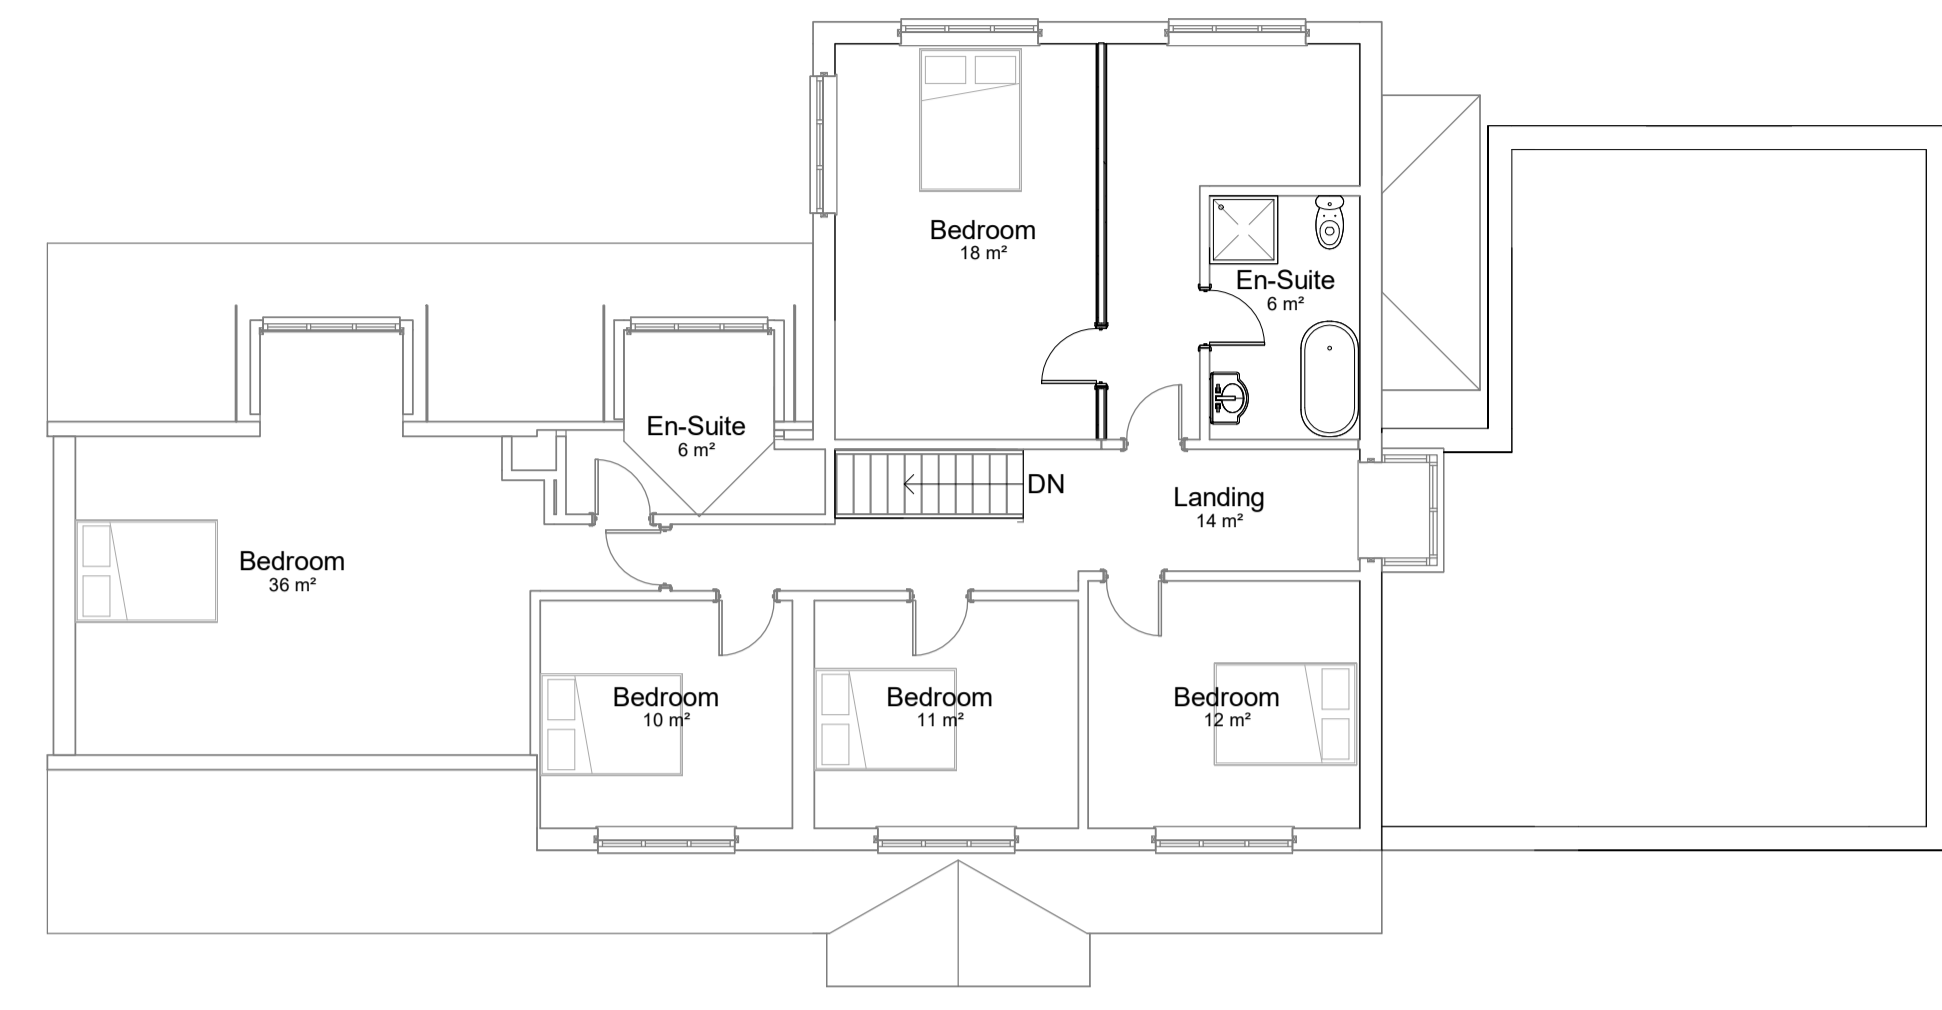 Bedroom
18 m²
En-Suite
6 m²
En-Suite
6 m²
DN
Landing
14 m²
Bedroom
36 m²
Bedroom
10 m²
Bedroom
11 m²
Bedroom
12 m²